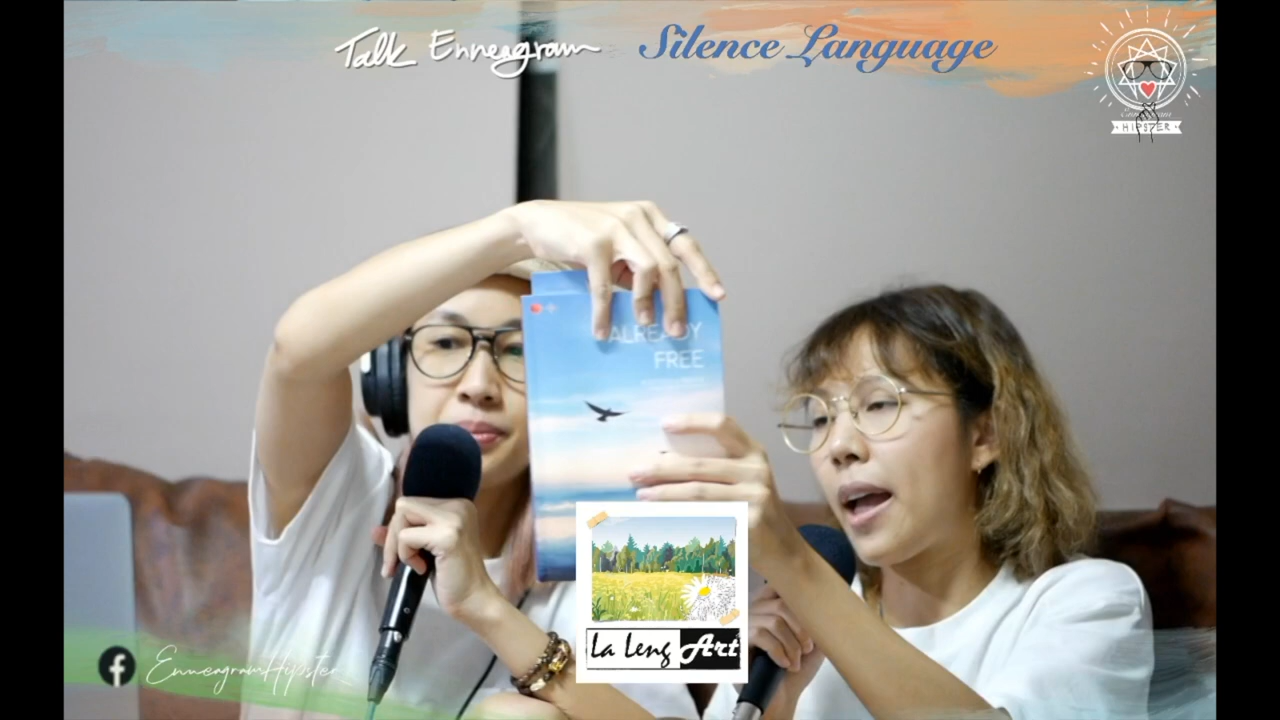 Talk Enneagram
Silence Language
HIPSTER
ALREADY
FREE
La Leng Art
EnneagramHipster